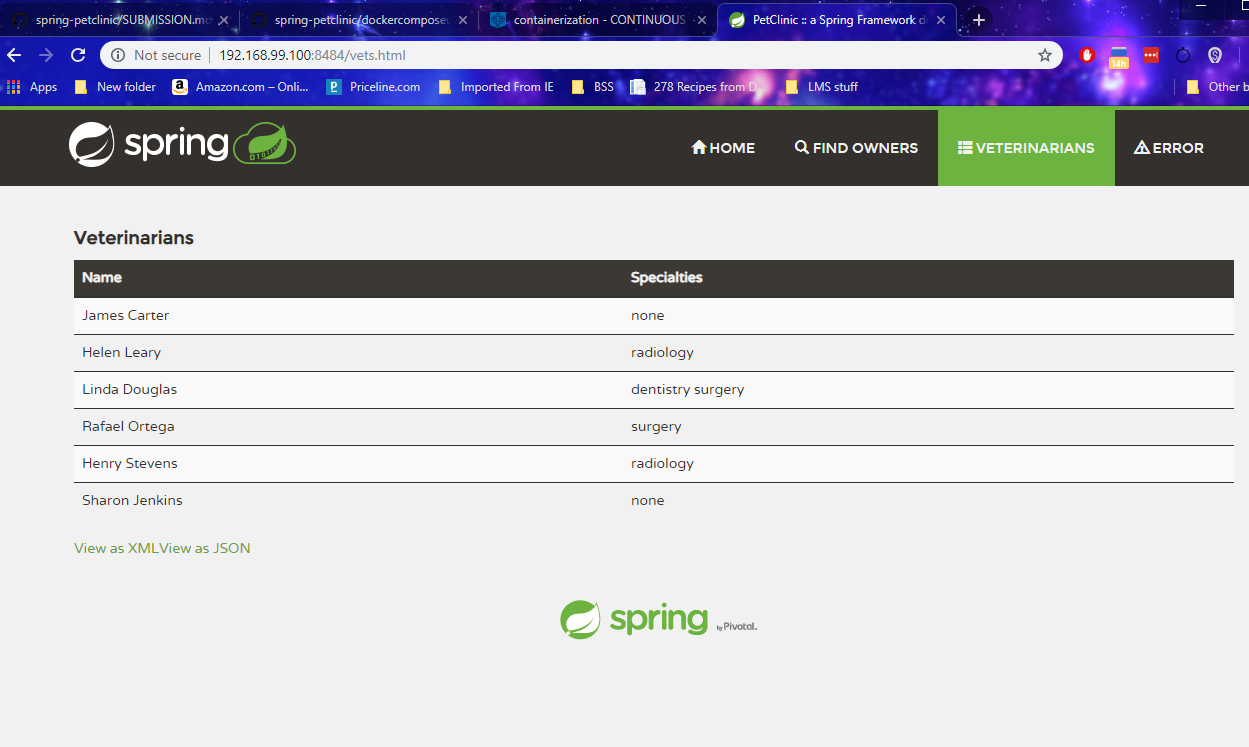 spring-petclinic/SUBMISSION.m
spring-petclinic/dockercompose
containerization - CONTINUOUS
PetClinic :: a Spring Framework d
Not secure
192.168.99.100:8484/vets.html
14h
Apps
New folder
Amazon.com – Onli...
Priceline.com
Imported From IE
BSS
278 Recipes from D
LMS stuff
Other b
spring
HOME
FIND OWNERS
VETERINARIANS
ERROR
Veterinarians
Name Specialties
James Carter none
Helen Leary radiology
Linda Douglas dentistry surgery
Rafael Ortega surgery
Henry Stevens radiology
Sharon Jenkins none
View as XMLView as JSON
spring by Pivotal.